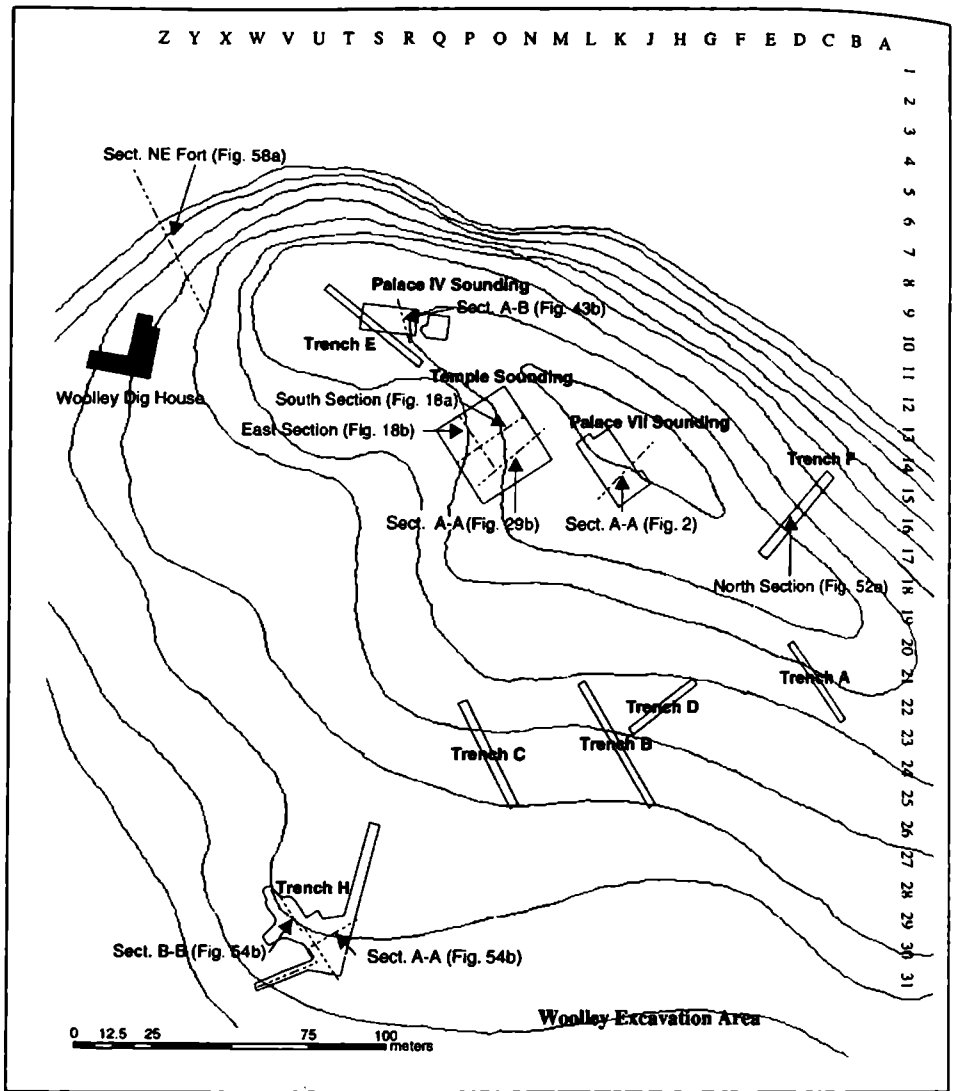 Z Y X W V U T S R Q P O N M L K J H G F E D C B A
1
2
3
4
5
6
7
8
9
10
11
12
13
14
15
16
17
18
19
20
21
22
23
24
25
26
27
28
29
30
31
Sect. NE Fort (Fig. 58a)
Palace IV Sounding
Sect. A-B (Fig. 43b)
Trench E
Woolley Dig House
Temple Sounding
South Section (Fig. 16a)
East Section (Fig. 18b)
Palace VII Sounding
Trench F
Sect. A-A (Fig. 29b)
Sect. A-A (Fig. 2)
North Section (Fig. 52a)
Trench A
Trench D
Trench B
Trench C
Trench H
Sect. B-B (Fig. 54b)
Sect. A-A (Fig. 54b)
Woolley Excavation Area
0 12.5 25 75 100
meters